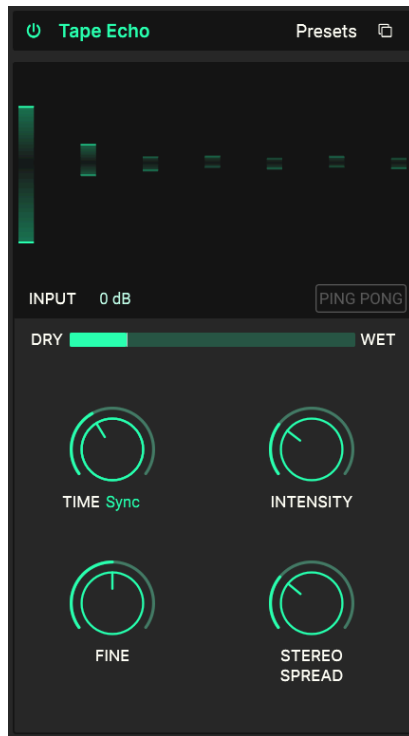 Tape Echo Presets
INPUT 0 dB PING PONG
DRY WET
TIME Sync INTENSITY
FINE STEREO
SPREAD